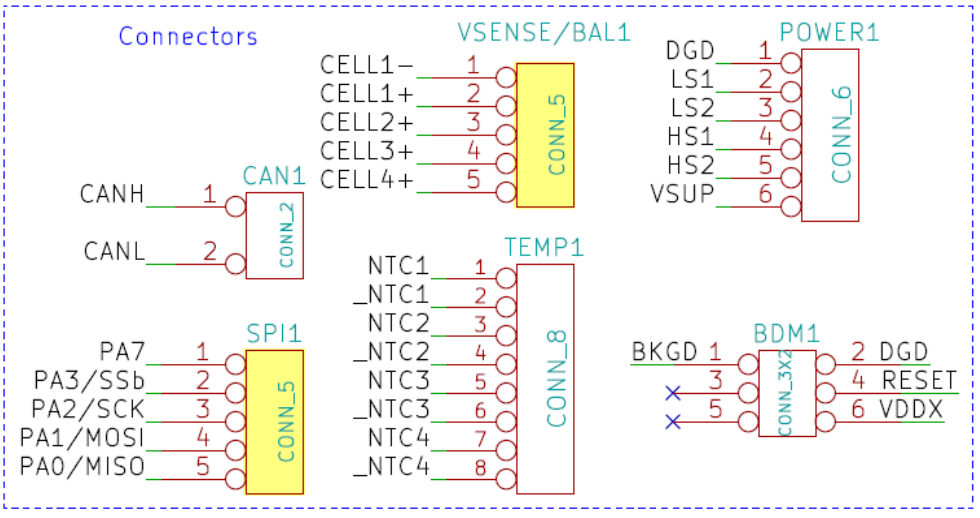 Connectors
VSENSE/BAL1
CELL1- 1
CELL1+ 2
CELL2+ 3
CELL3+ 4
CELL4+ 5
CONN_5
POWER1
DGD 1
LS1 2
LS2 3
HS1 4
HS2 5
VSUP 6
CONN_6
CAN1
CANH 1
CANL 2
CONN_2
TEMP1
NTC1 1
_NTC1 2
NTC2 3
_NTC2 4
NTC3 5
_NTC3 6
NTC4 7
_NTC4 8
CONN_8
SPI1
PA7 1
PA3/SSb 2
PA2/SCK 3
PA1/MOSI 4
PA0/MISO 5
CONN_5
BDM1
BKGD 1 2 DGD
3 4 RESET
5 6 VDDX
CONN_3X2